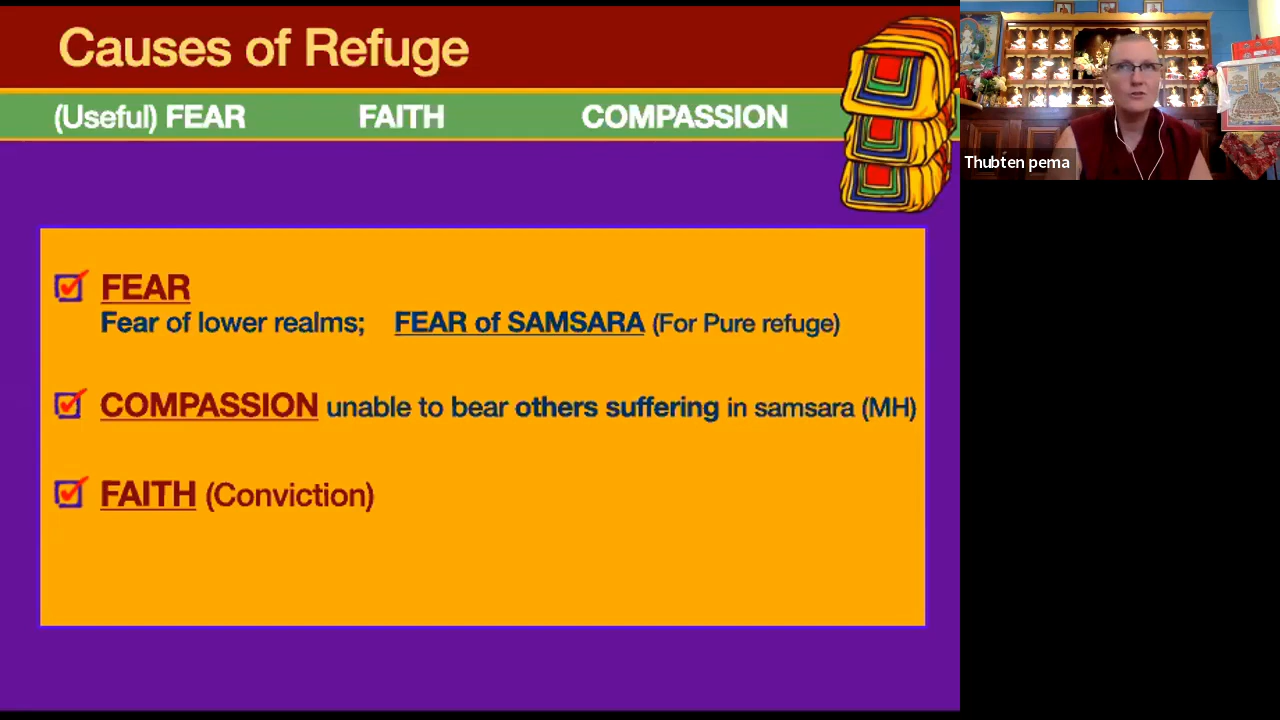 Causes of Refuge
(Useful) FEAR FAITH COMPASSION
FEAR
Fear of lower realms; FEAR of SAMSARA (For Pure refuge)
COMPASSION unable to bear others suffering in samsara (MH)
FAITH (Conviction)
Thubten pema